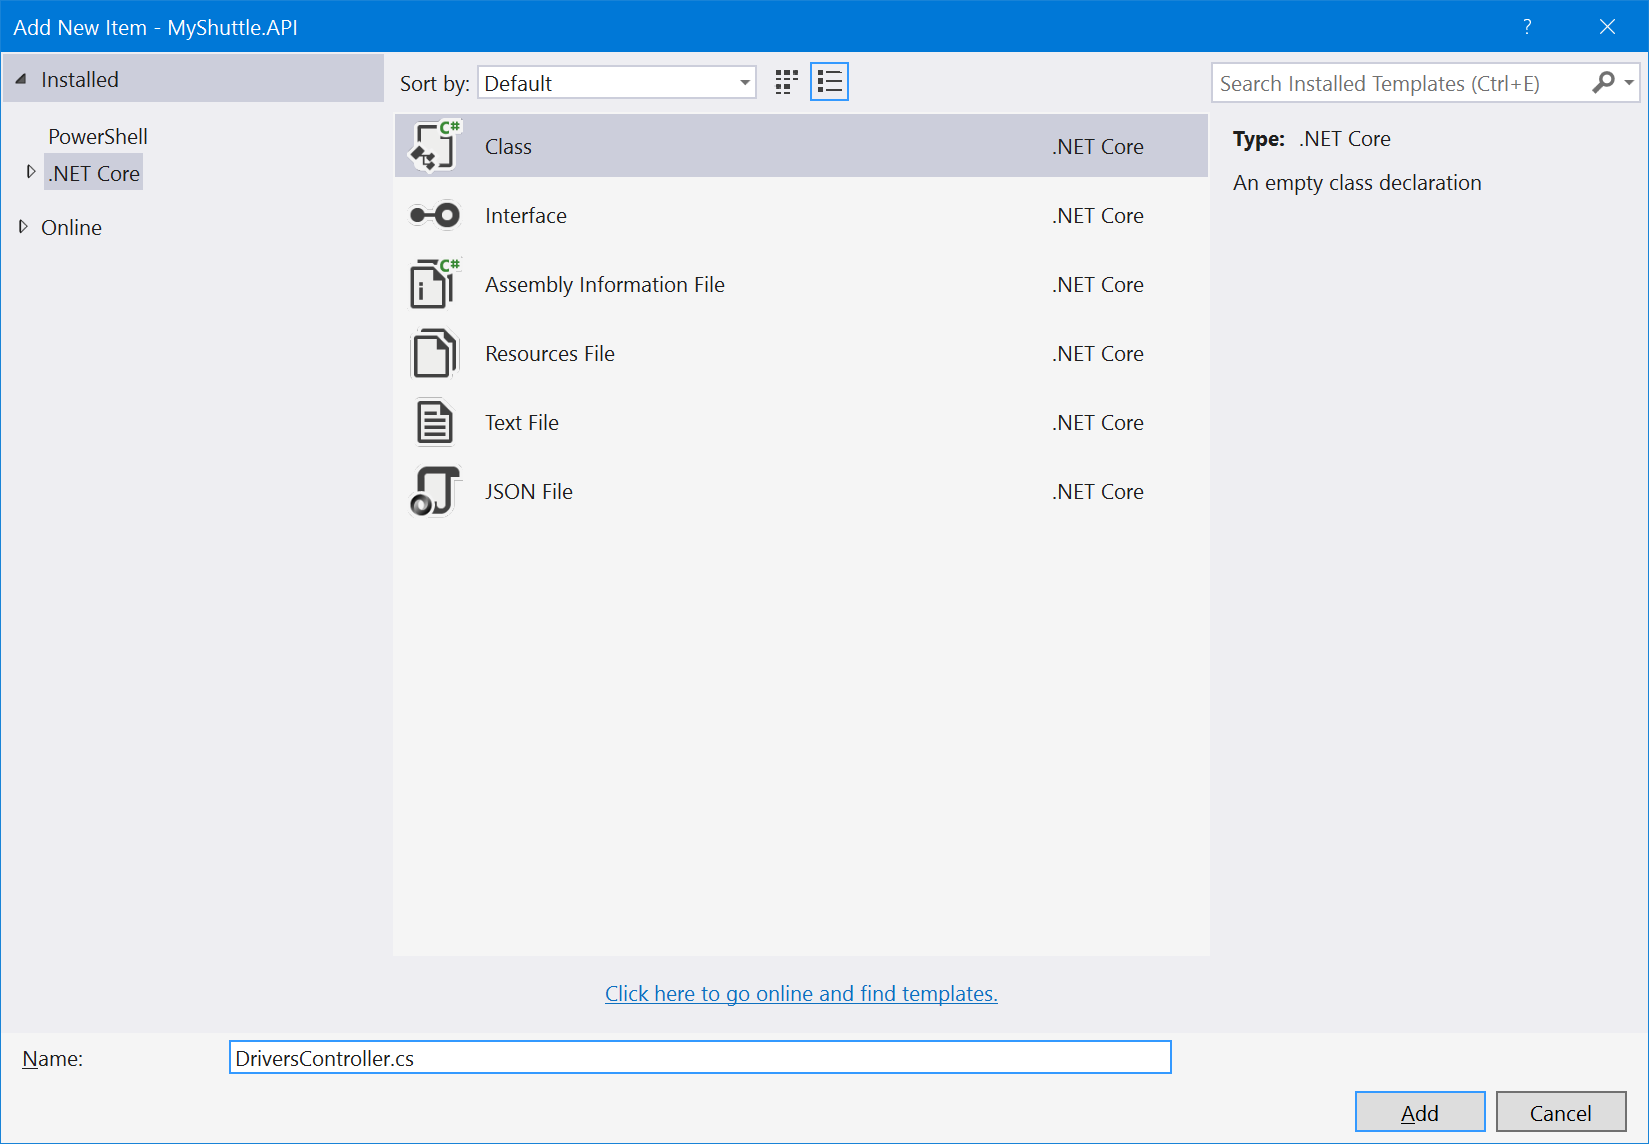 Add New Item - MyShuttle.API
?
Installed
PowerShell
.NET Core
Online
Sort by: Default
Search Installed Templates (Ctrl+E)
C# Class .NET Core
Interface .NET Core
C# i Assembly Information File .NET Core
Resources File .NET Core
Text File .NET Core
JSON File .NET Core
Type: .NET Core
An empty class declaration
Click here to go online and find templates.
Name: DriversController.cs
Add Cancel